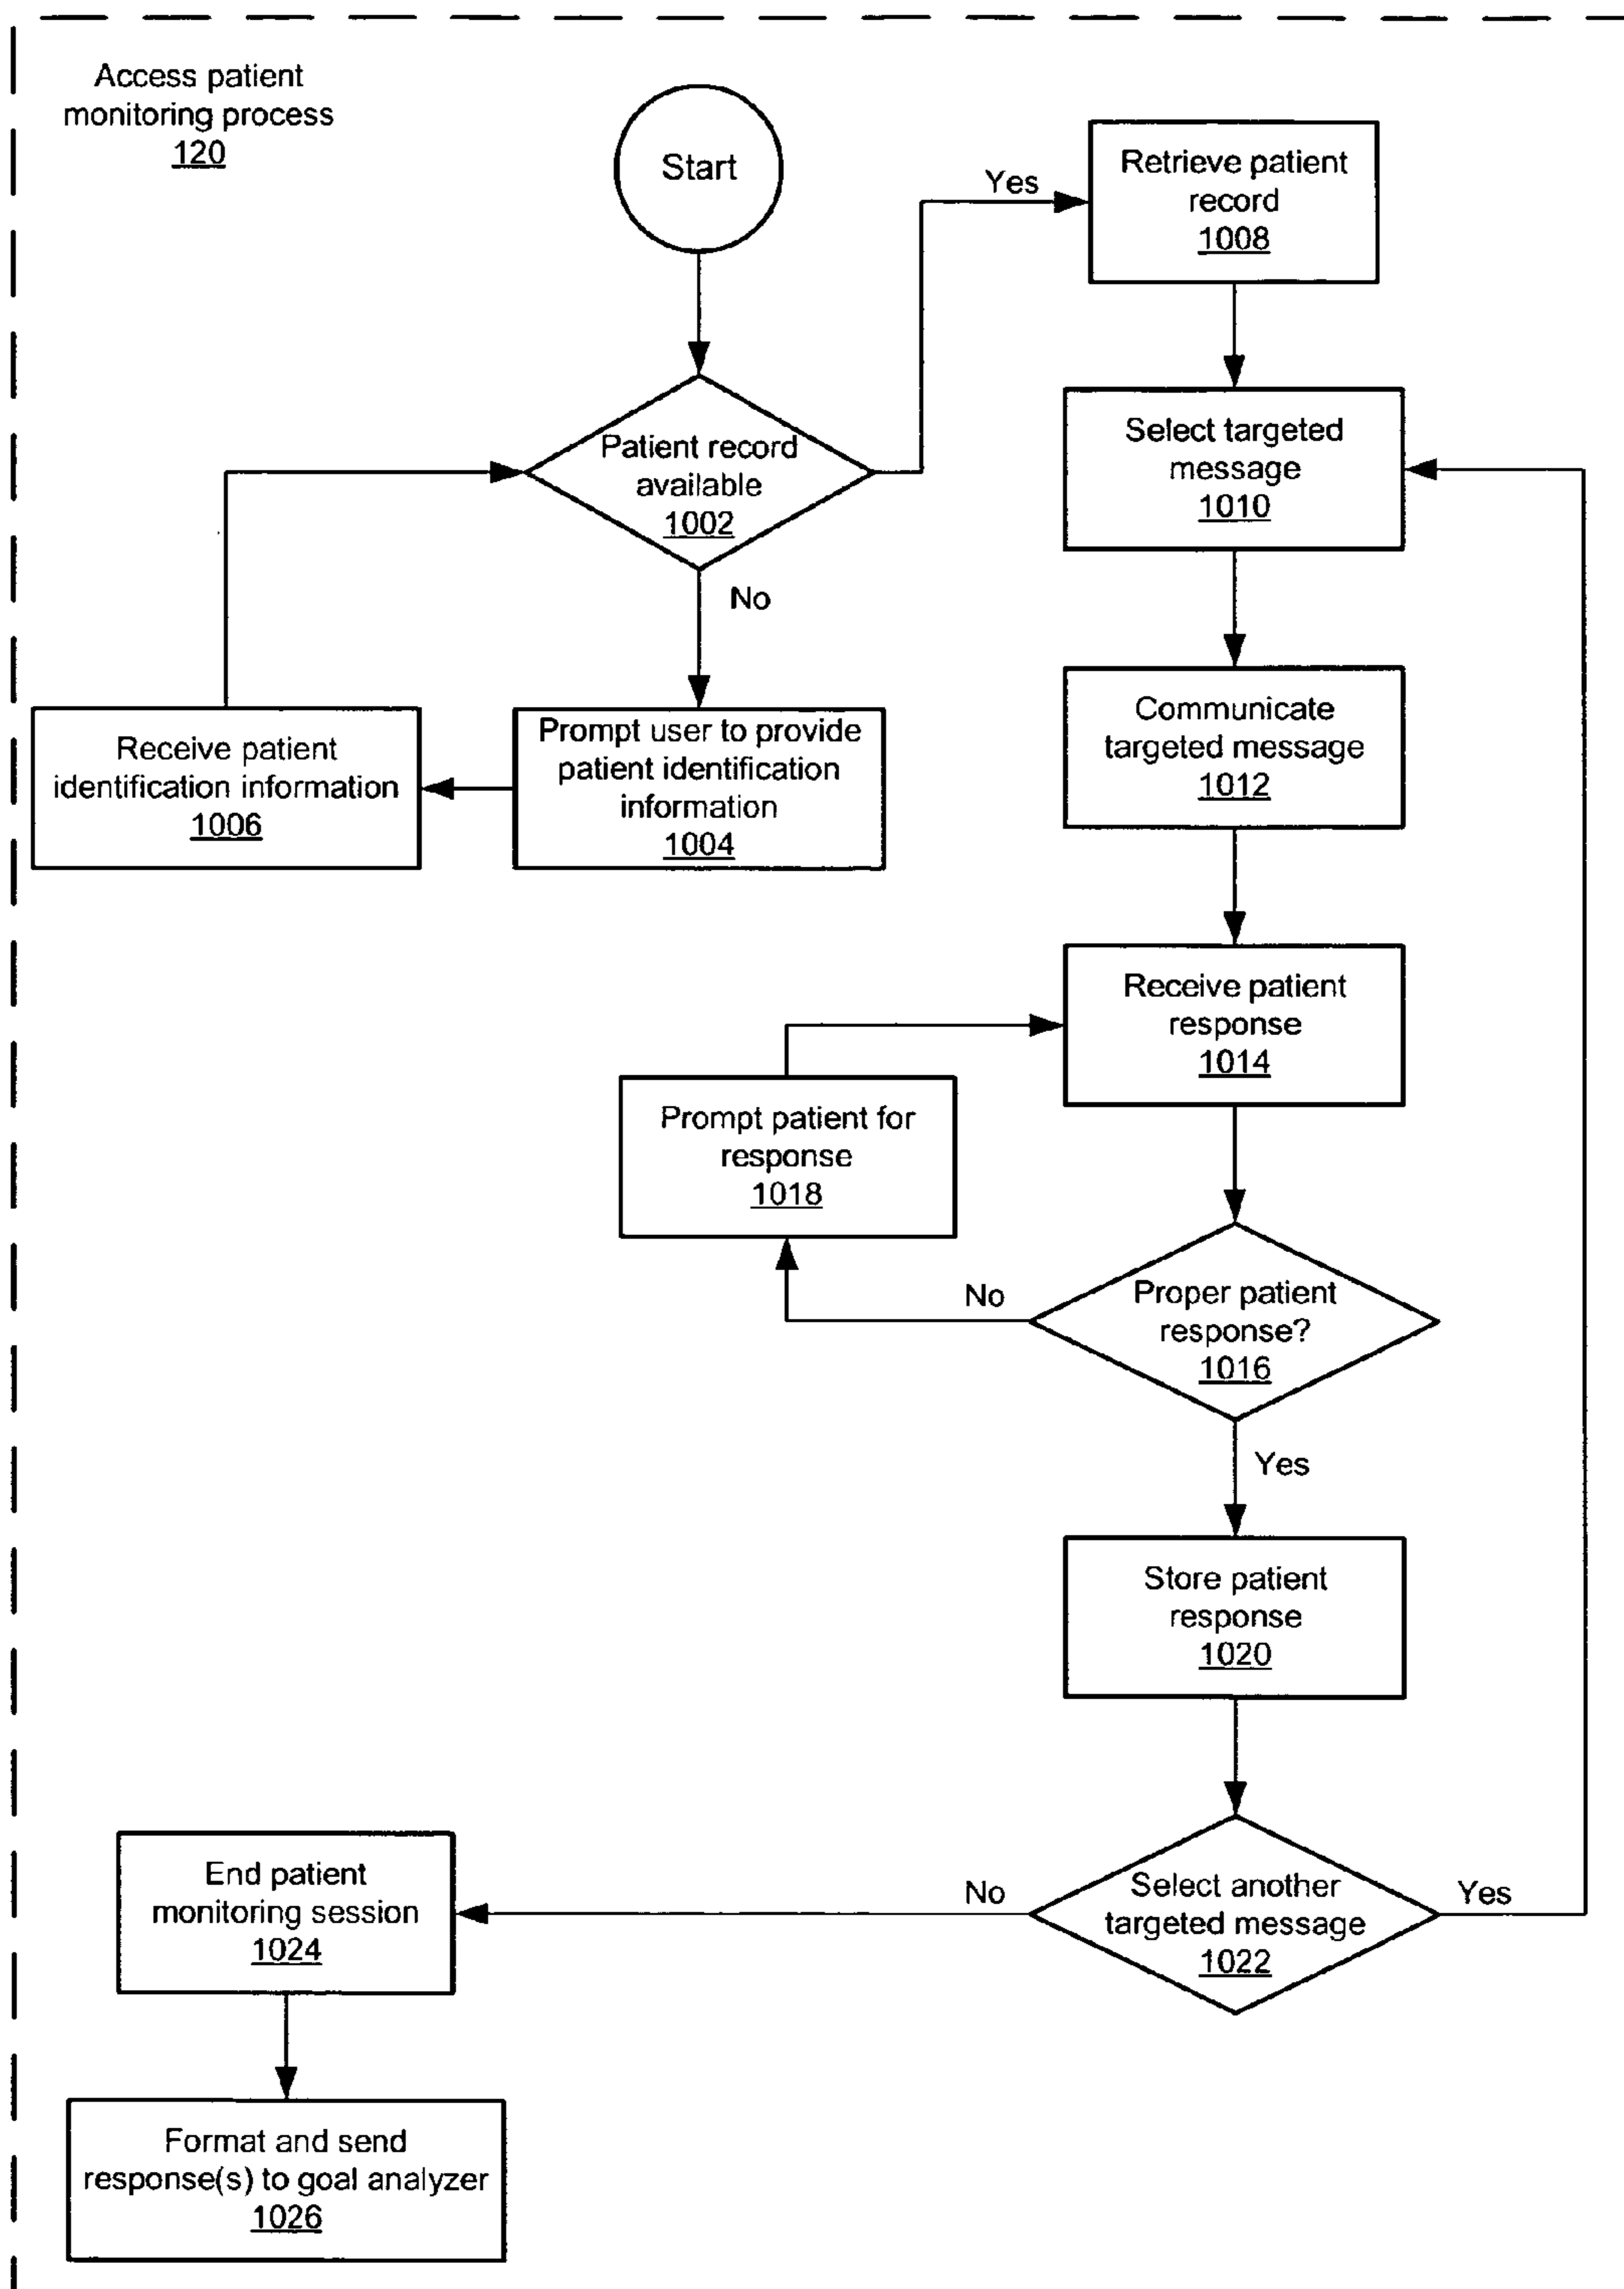 Access patient
monitoring process
120
Start
Patient record
available
1002
Yes
No
Prompt user to provide
patient identification
information
1004
Receive patient
identification information
1006
Retrieve patient
record
1008
Select targeted
message
1010
Communicate
targeted message
1012
Receive patient
response
1014
Proper patient
response?
1016
No
Prompt patient for
response
1018
Yes
Store patient
response
1020
Select another
targeted message
1022
Yes
No
End patient
monitoring session
1024
Format and send
response(s) to goal analyzer
1026